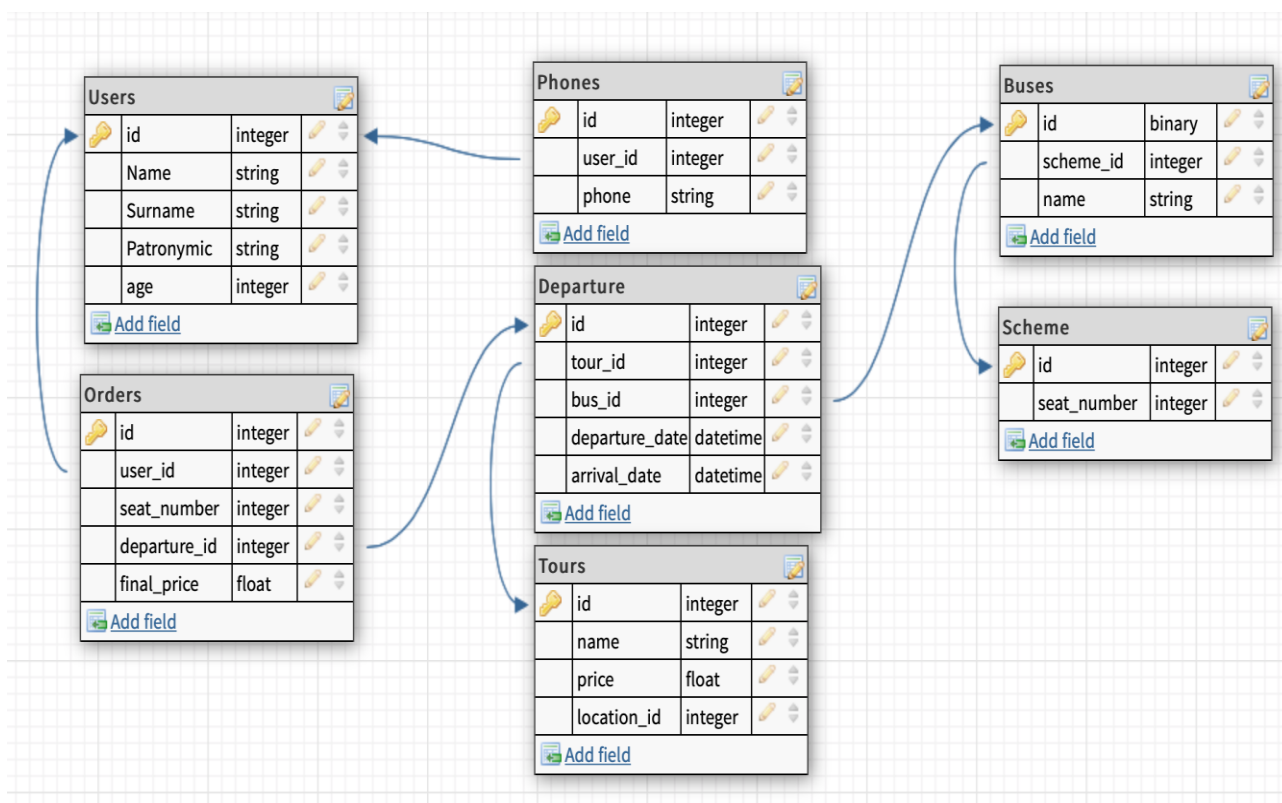 Users
id integer
Name string
Surname string
Patronymic string
age integer
Add field
Orders
id integer
user_id integer
seat_number integer
departure_id integer
final_price float
Add field
Phones
id integer
user_id integer
phone string
Add field
Departure
id integer
tour_id integer
bus_id integer
departure_date datetime
arrival_date datetime
Add field
Tours
id integer
name string
price float
location_id integer
Add field
Buses
id binary
scheme_id integer
name string
Add field
Scheme
id integer
seat_number integer
Add field